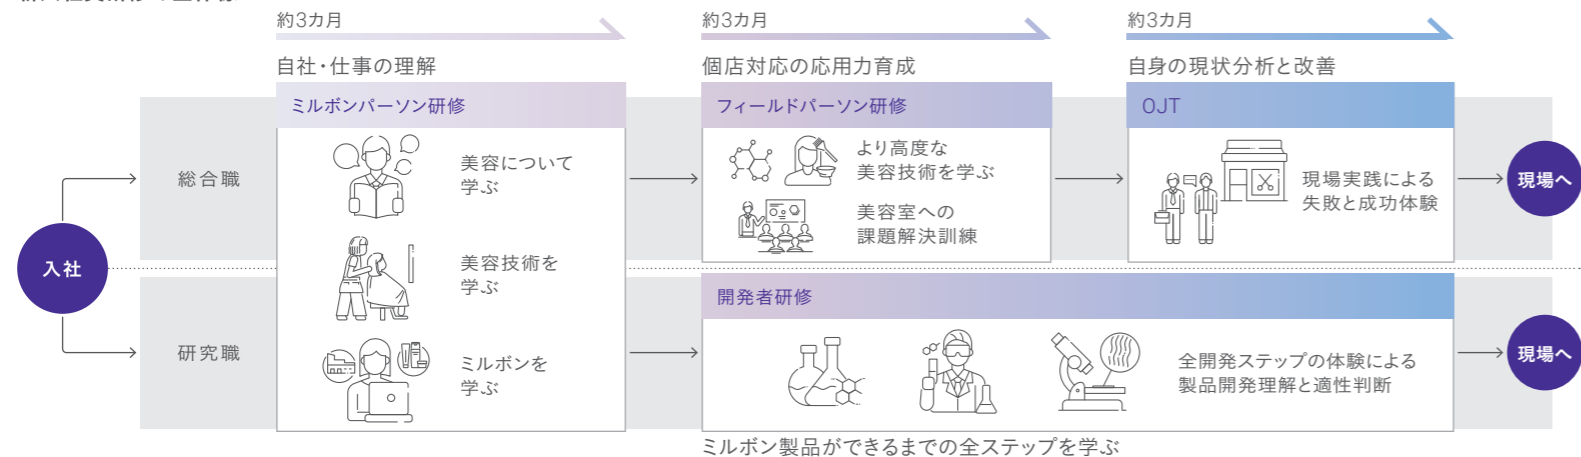 約3カ月
約3カ月
約3カ月
自社・仕事の理解
個店対応の応用力育成
自身の現状分析と改善
ミルボンパーソン研修
フィールドパーソン研修
OJT
入社
総合職
美容について
学ぶ
美容技術を
学ぶ
ミルボンを
学ぶ
より高度な
美容技術を学ぶ
美容室への
課題解決訓練
現場実践による
失敗と成功体験
現場へ
研究職
開発者研修
全開発ステップの体験による
製品開発理解と適性判断
現場へ
ミルボン製品ができるまでの全ステップを学ぶ